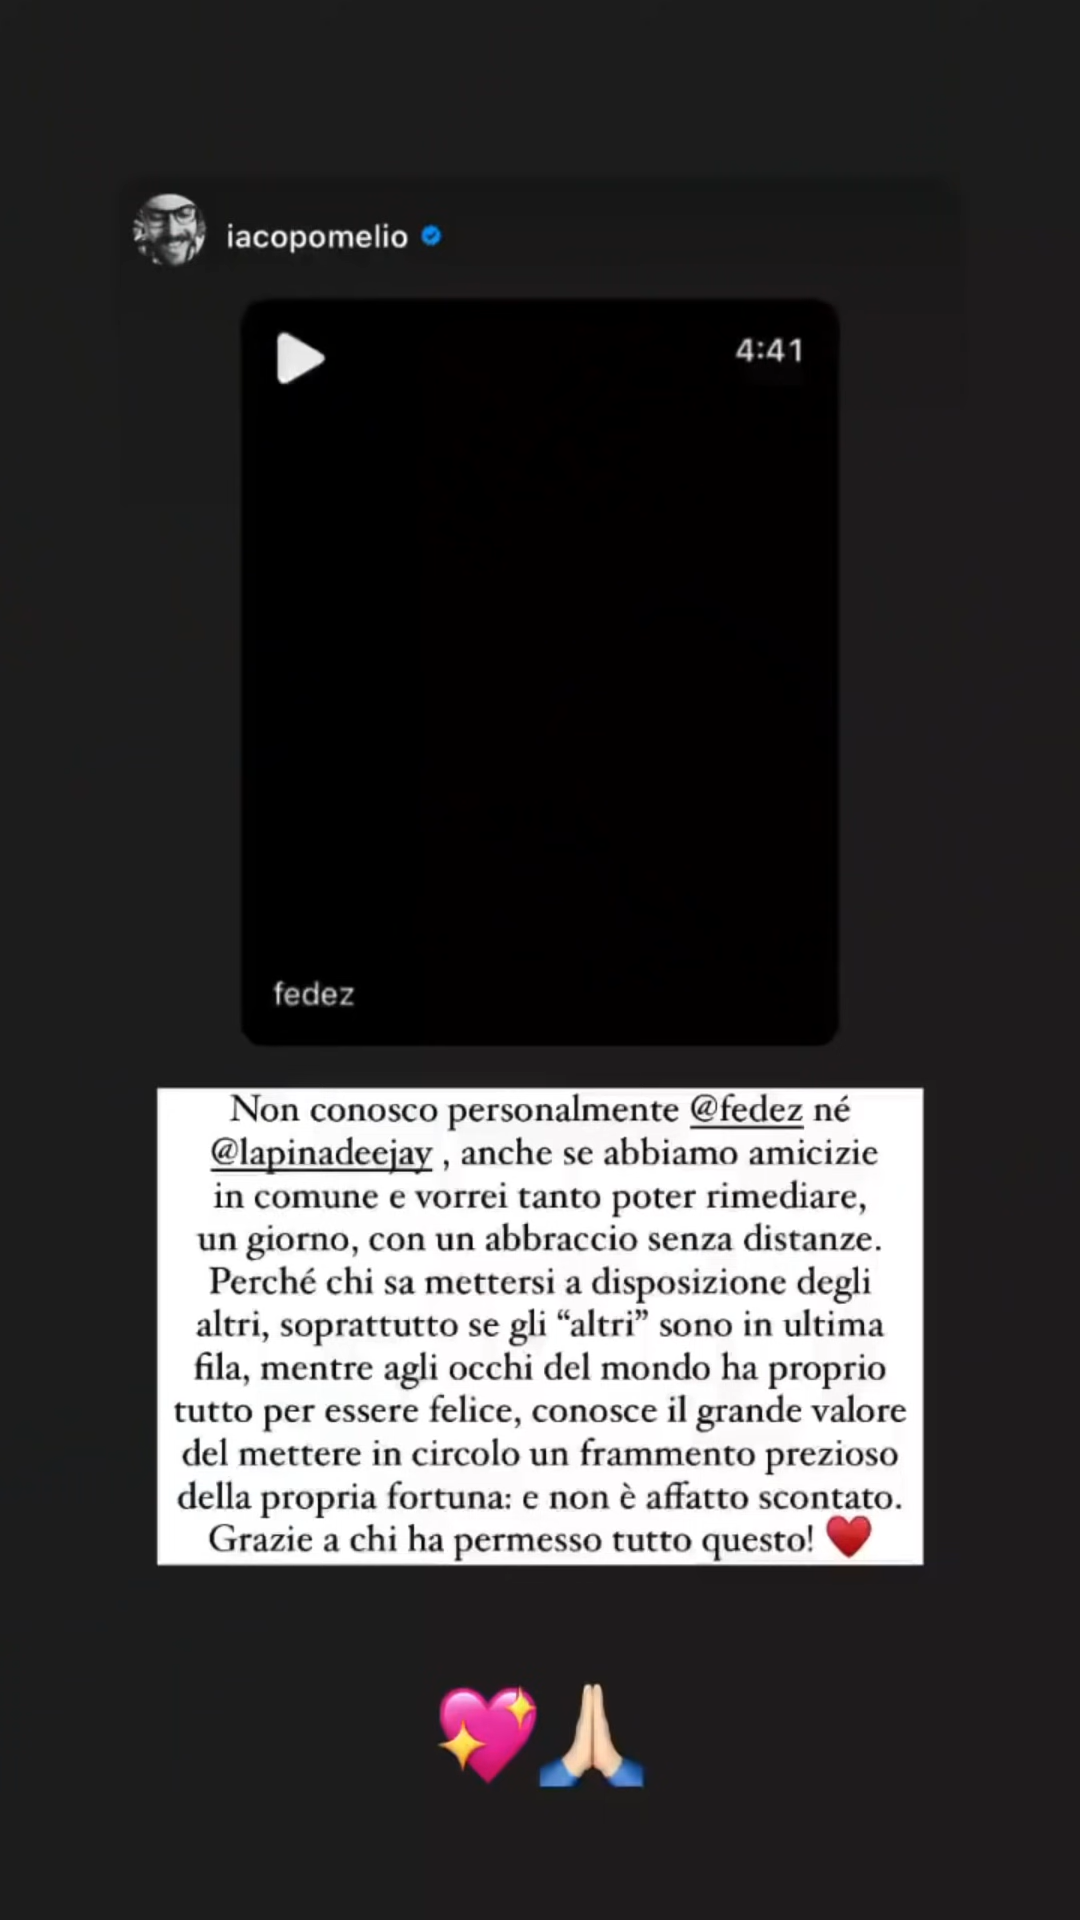 iacopomelio
4:41
fedez
Non conosco personalmente @fedez né
@lapinadeejay , anche se abbiamo amicizie
in comune e vorrei tanto poter rimediare,
un giorno, con un abbraccio senza distanze.
Perché chi sa mettersi a disposizione degli
altri, soprattutto se gli “altri” sono in ultima
fila, mentre agli occhi del mondo ha proprio
tutto per essere felice, conosce il grande valore
del mettere in circolo un frammento prezioso
della propria fortuna: e non è affatto scontato.
Grazie a chi ha permesso tutto questo! ♥️
💖🙏🏻